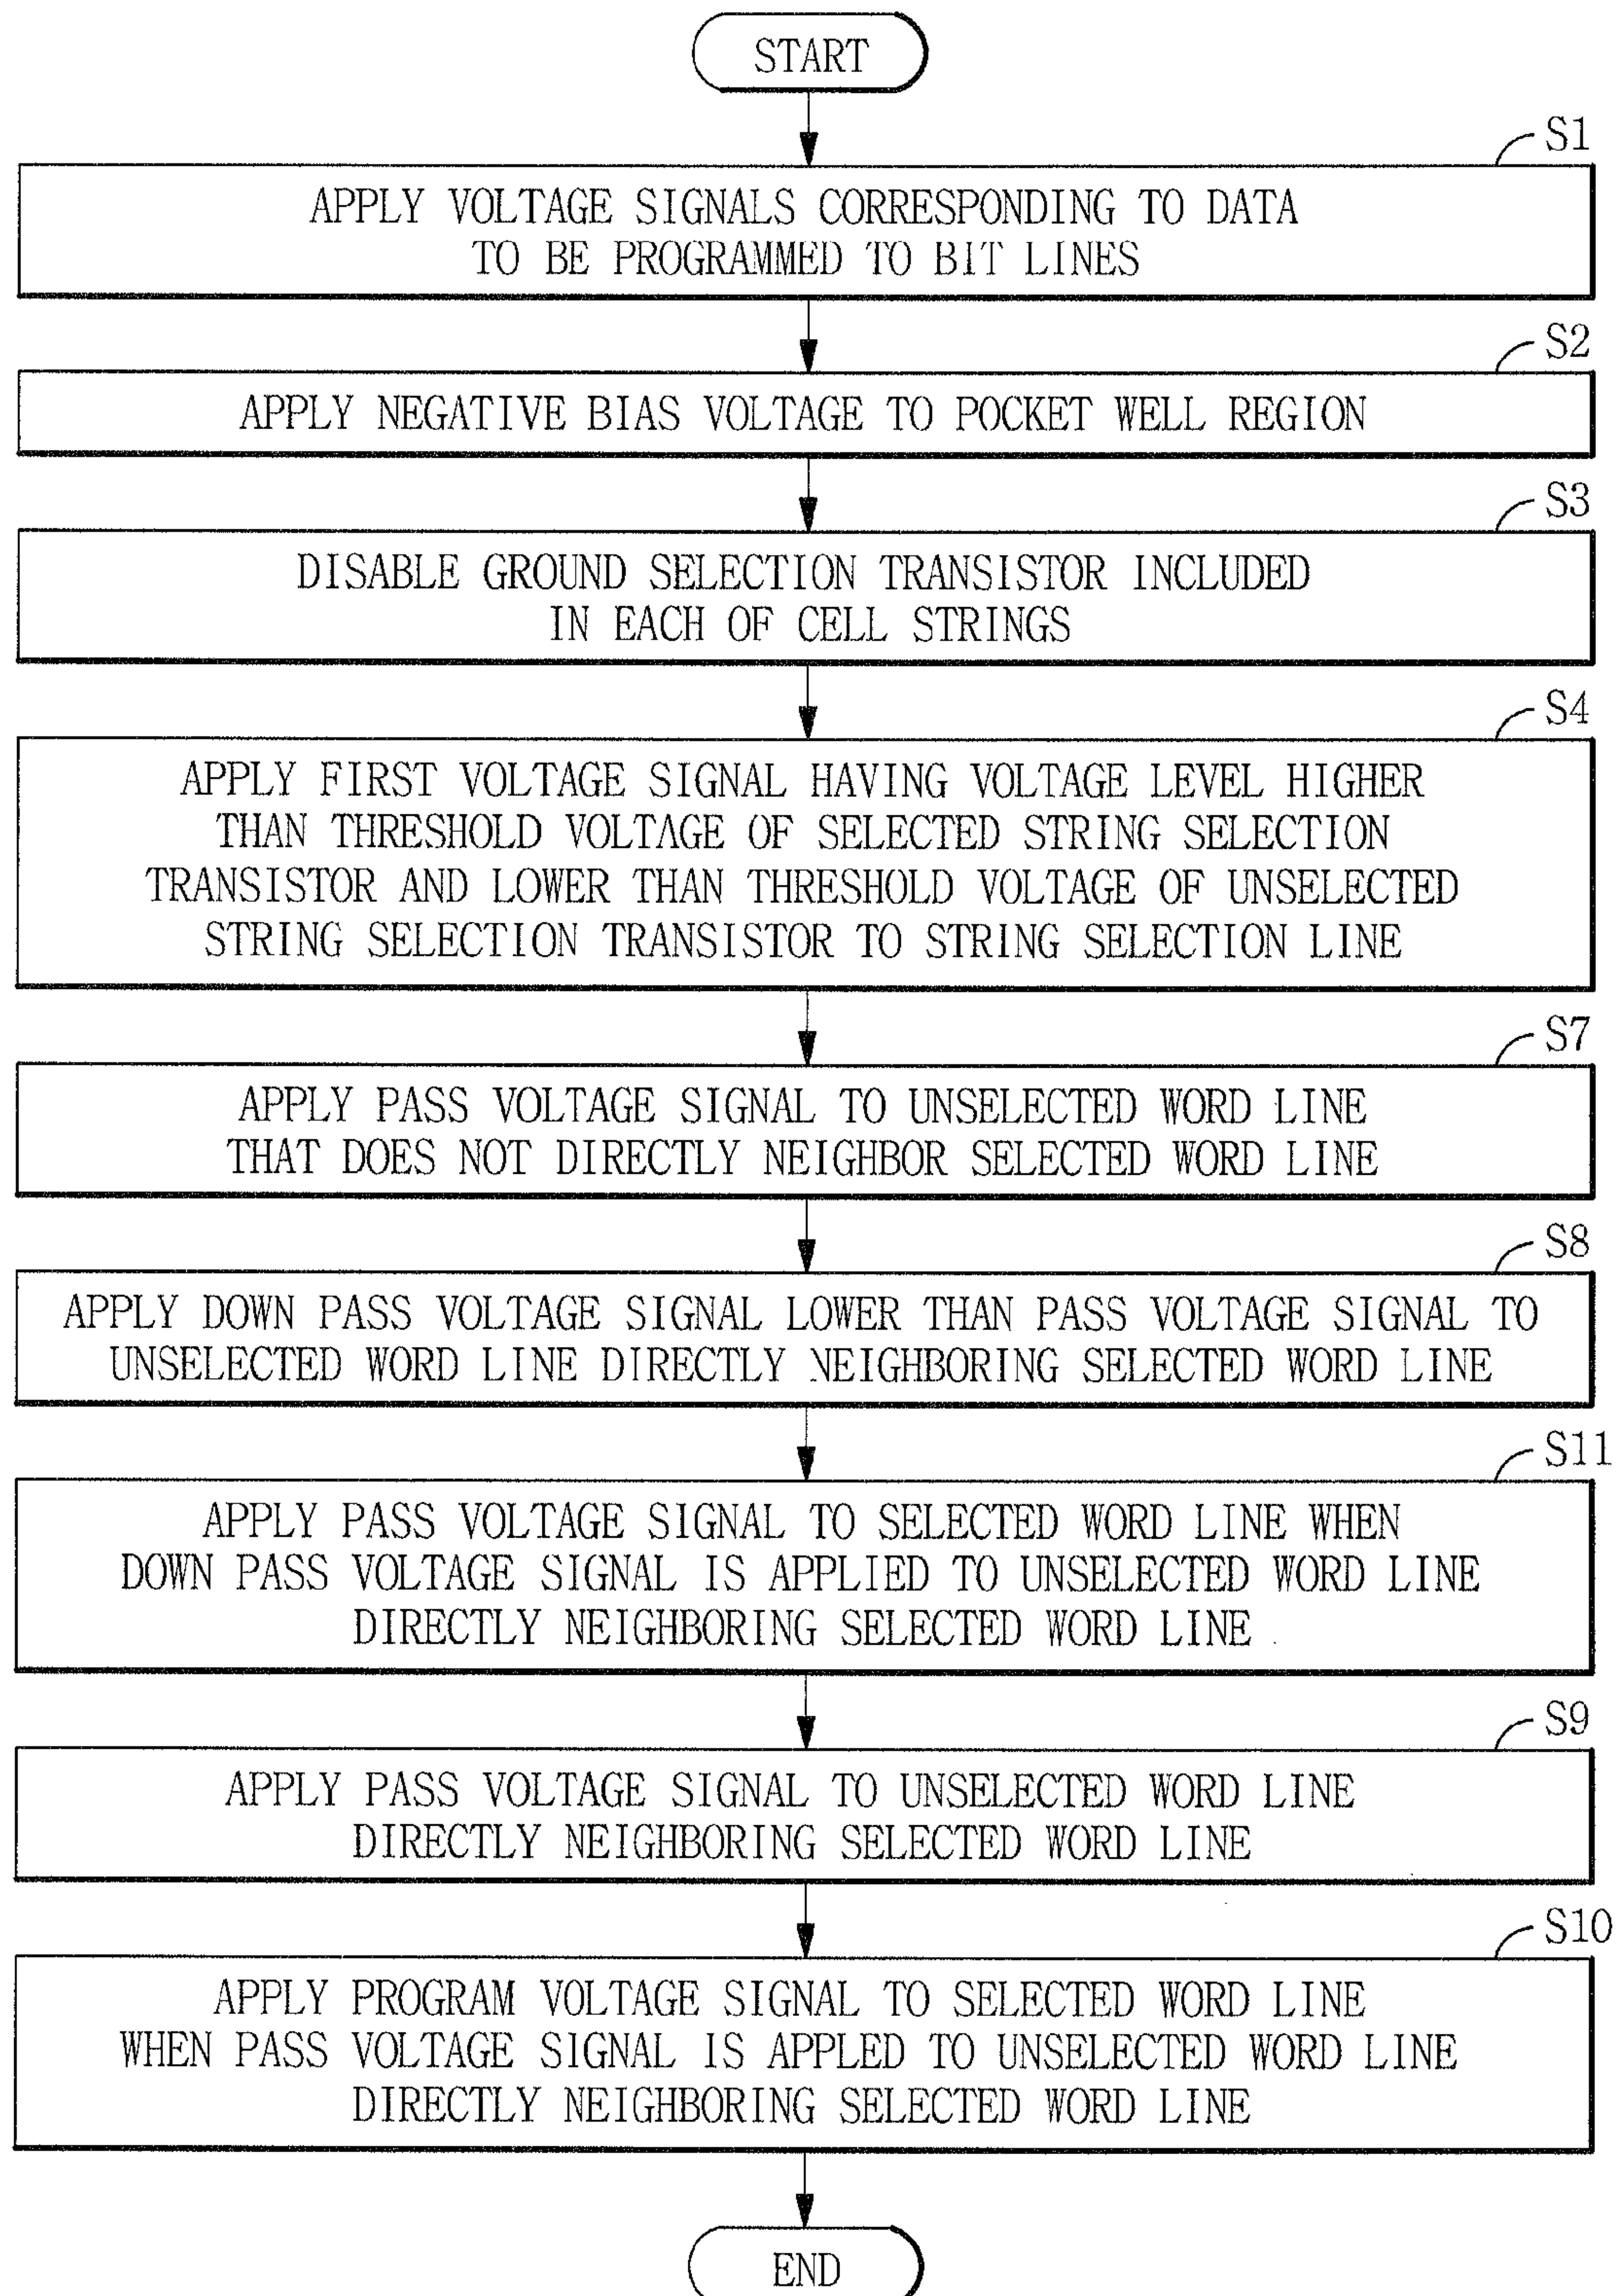 START
S1
APPLY VOLTAGE SIGNALS CORRESPONDING TO DATA
TO BE PROGRAMMED TO BIT LINES
S2
APPLY NEGATIVE BIAS VOLTAGE TO POCKET WELL REGION
S3
DISABLE GROUND SELECTION TRANSISTOR INCLUDED
IN EACH OF CELL STRINGS
S4
APPLY FIRST VOLTAGE SIGNAL HAVING VOLTAGE LEVEL HIGHER
THAN THRESHOLD VOLTAGE OF SELECTED STRING SELECTION
TRANSISTOR AND LOWER THAN THRESHOLD VOLTAGE OF UNSELECTED
STRING SELECTION TRANSISTOR TO STRING SELECTION LINE
S7
APPLY PASS VOLTAGE SIGNAL TO UNSELECTED WORD LINE
THAT DOES NOT DIRECTLY NEIGHBOR SELECTED WORD LINE
S8
APPLY DOWN PASS VOLTAGE SIGNAL LOWER THAN PASS VOLTAGE SIGNAL TO
UNSELECTED WORD LINE DIRECTLY NEIGHBORING SELECTED WORD LINE
S11
APPLY PASS VOLTAGE SIGNAL TO SELECTED WORD LINE WHEN
DOWN PASS VOLTAGE SIGNAL IS APPLIED TO UNSELECTED WORD LINE
DIRECTLY NEIGHBORING SELECTED WORD LINE
S9
APPLY PASS VOLTAGE SIGNAL TO UNSELECTED WORD LINE
DIRECTLY NEIGHBORING SELECTED WORD LINE
S10
APPLY PROGRAM VOLTAGE SIGNAL TO SELECTED WORD LINE
WHEN PASS VOLTAGE SIGNAL IS APPLED TO UNSELECTED WORD LINE
DIRECTLY NEIGHBORING SELECTED WORD LINE
END